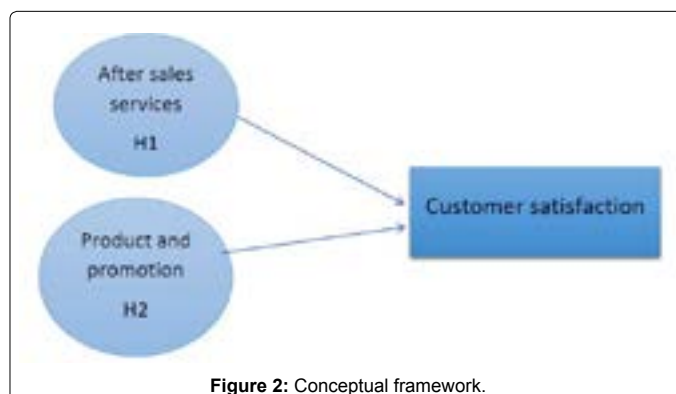 After sales
services
H1
Customer satisfaction
Product and
promotion
H2
Figure 2: Conceptual framework.